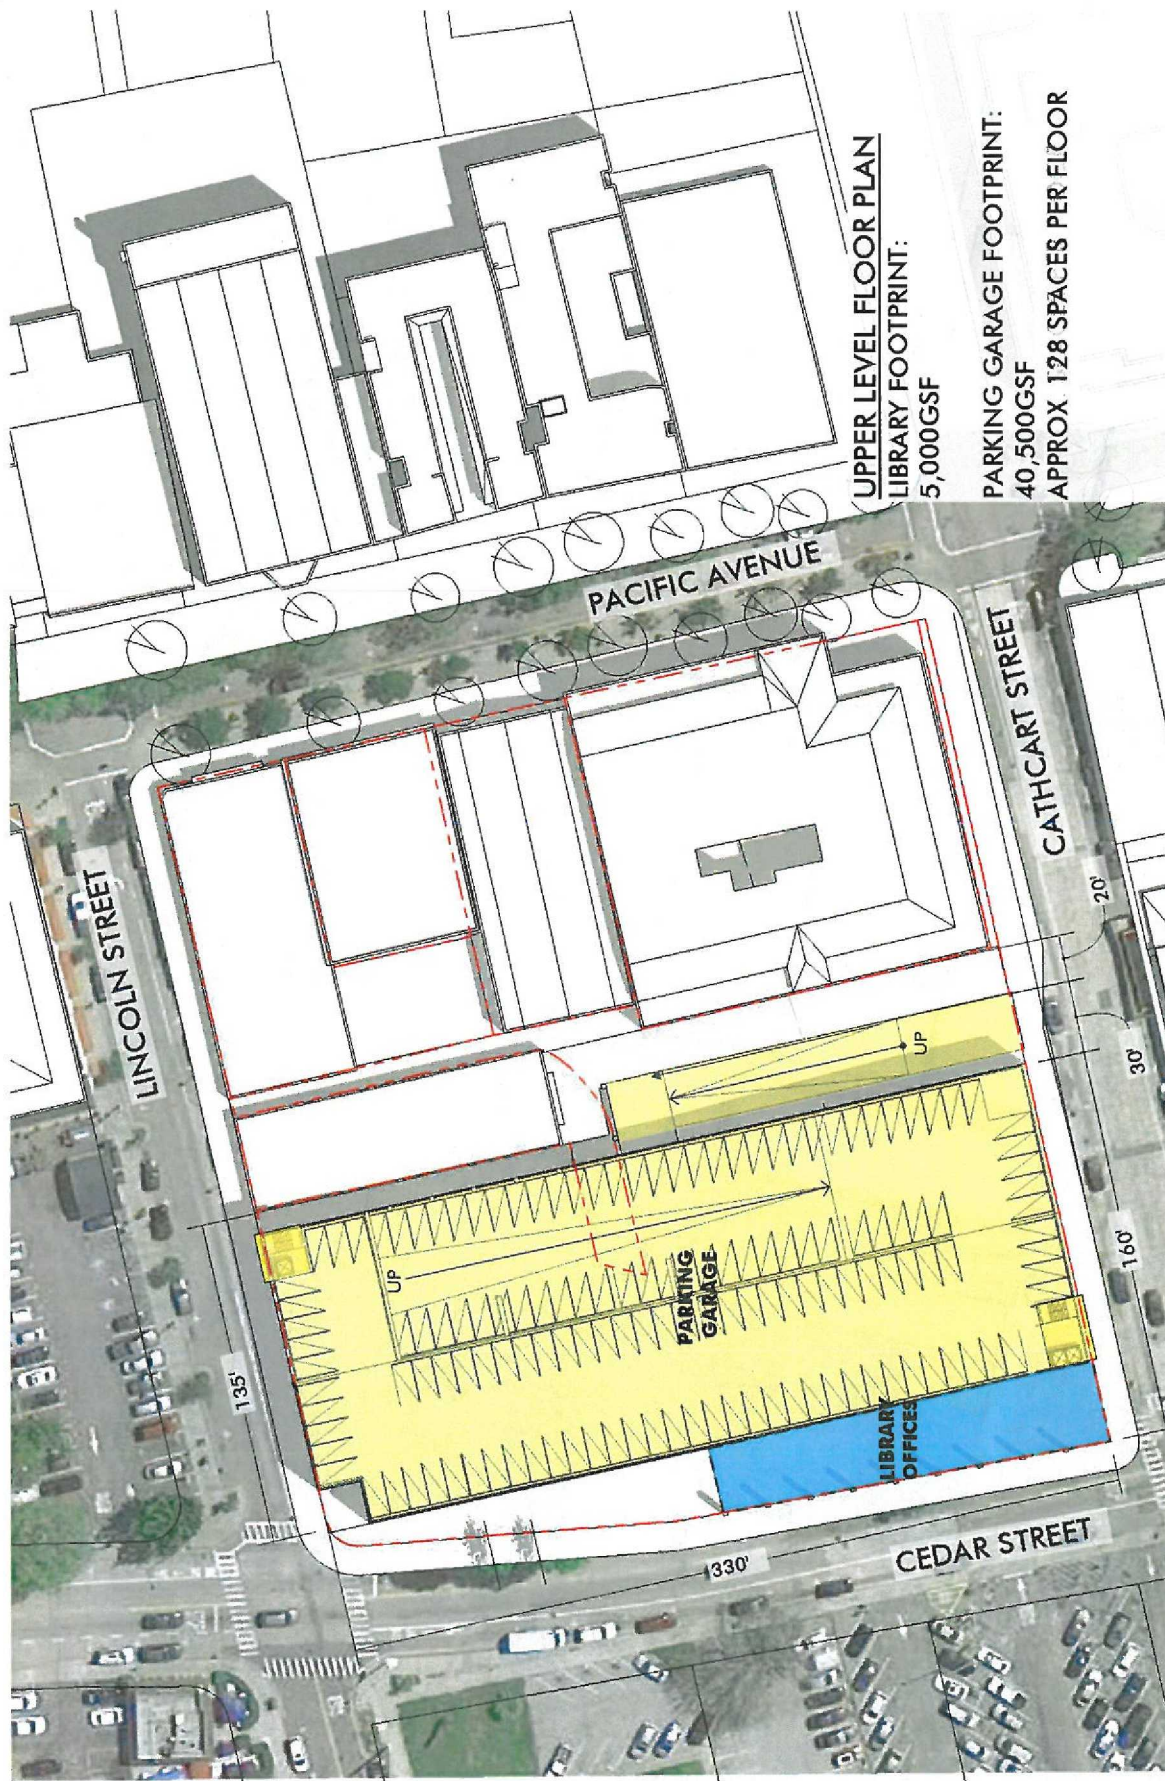 UPPER LEVEL FLOOR PLAN
LIBRARY FOOTPRINT:
5,000GSF
PARKING GARAGE FOOTPRINT:
40,500GSF
APPROX 128 SPACES PER FLOOR
PACIFIC AVENUE
LINCOLN STREET
CATHCART STREET
20'
30'
UP
UP
135'
PARKING
GARAGE
160'
LIBRARY
OFFICES
330'
CEDAR STREET